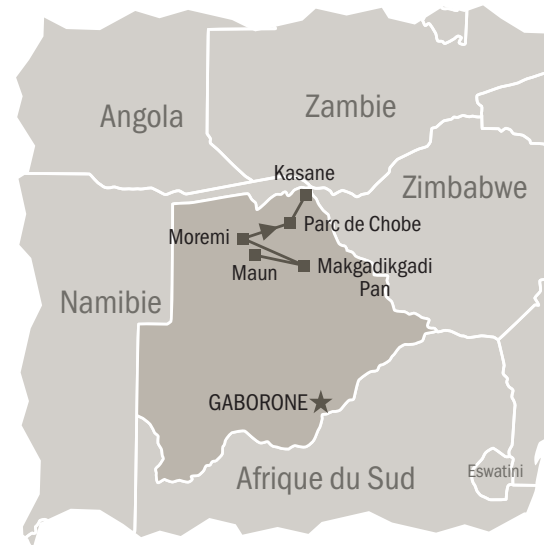 Angola
Zambie
Kasane
Zimbabwe
Moremi
Parc de Chobe
Maun
Makgadikgadi
Pan
Namibie
GABORONE
Afrique du Sud
Eswatini